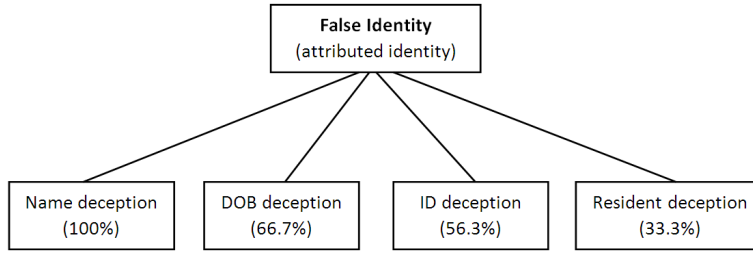 False Identity
(attributed identity)
Name deception
(100%)
DOB deception
(66.7%)
ID deception
(56.3%)
Resident deception
(33.3%)